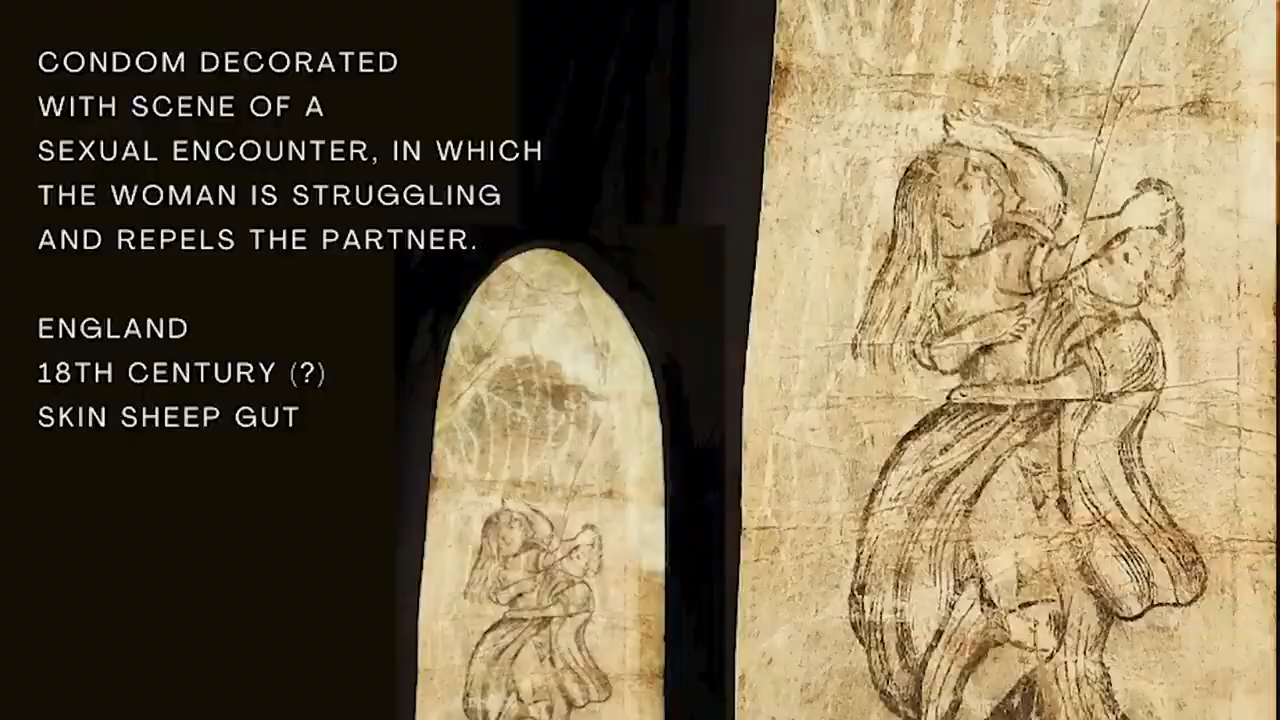 CONDOM DECORATED
WITH SCENE OF A
SEXUAL ENCOUNTER, IN WHICH
THE WOMAN IS STRUGGLING
AND REPELS THE PARTNER.
ENGLAND
18TH CENTURY (?)
SKIN SHEEP GUT